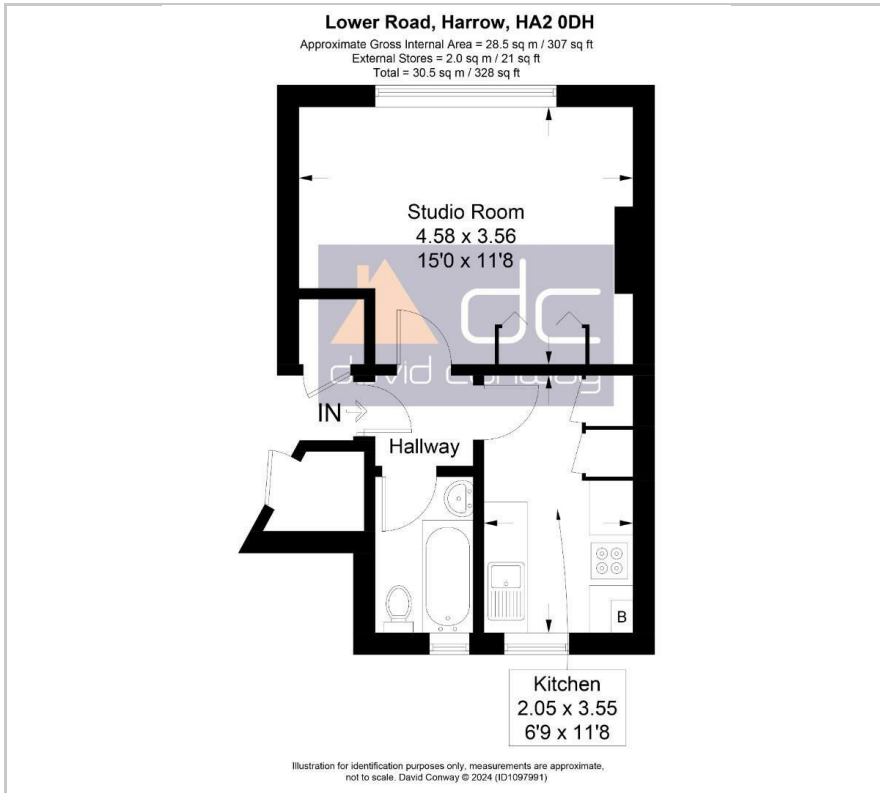 Lower Road, Harrow, HA2 0DH
Approximate Gross Internal Area = 28.5 sq m / 307 sq ft
External Stores = 2.0 sq m / 21 sq ft
Total = 30.5 sq m / 328 sq ft
Studio Room
4.58 x 3.56
15'0 x 11'8
dc
david conway
IN
Hallway
B
Kitchen
2.05 x 3.55
6'9 x 11'8
Illustration for identification purposes only, measurements are approximate,
not to scale. David Conway © 2024 (ID1097991)